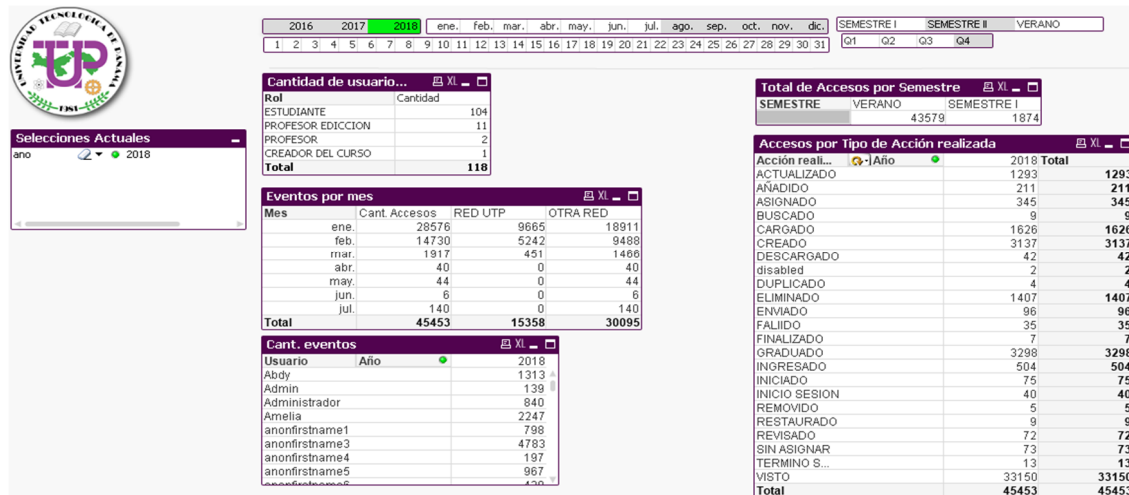 UNIVERSIDAD TECNOLOGICA DE PANAMA
UTP
1981
2016 2017 2018
ene. feb. mar. abr. may. jun. jul. ago. sep. oct. nov. dic.
SEMESTRE I SEMESTRE II VERANO
1 2 3 4 5 6 7 8 9 10 11 12 13 14 15 16 17 18 19 20 21 22 23 24 25 26 27 28 29 30 31
Q1 Q2 Q3 Q4
Selecciones Actuales
ano 2018
Cantidad de usuario... XL
Rol Cantidad
ESTUDIANTE 104
PROFESOR EDICCION 11
PROFESOR 2
CREADOR DEL CURSO 1
Total 118
Eventos por mes XL
Mes Cant. Accesos RED UTP OTRA RED
ene. 28576 9665 18911
feb. 14730 5242 9488
mar. 1917 451 1466
abr. 40 0 40
may. 44 0 44
jun. 6 0 6
jul. 140 0 140
Total 45453 15358 30095
Cant. eventos XL
Usuario Año 2018
Abdy 1313
Admin 139
Administrador 840
Amelia 2247
anonfirstname1 798
anonfirstname3 4783
anonfirstname4 197
anonfirstname5 967
Total de Accesos por Semestre XL
SEMESTRE VERANO SEMESTRE I
43579 1874
Accesos por Tipo de Acción realizada XL
Acción reali... Año 2018 Total
ACTUALIZADO 1293 1293
AÑADIDO 211 211
ASIGNADO 345 345
BUSCADO 9 9
CARGADO 1626 1626
CREADO 3137 3137
DESCARGADO 42 42
disabled 2 2
DUPLICADO 4 4
ELIMINADO 1407 1407
ENVIADO 96 96
FALIIDO 35 35
FINALIZADO 7 7
GRADUADO 3298 3298
INGRESADO 504 504
INICIADO 75 75
INICIO SESION 40 40
REMOVIDO 5 5
RESTAURADO 9 9
REVISADO 72 72
SIN ASIGNAR 73 73
TERMINO S... 13 13
VISTO 33150 33150
Total 45453 45453